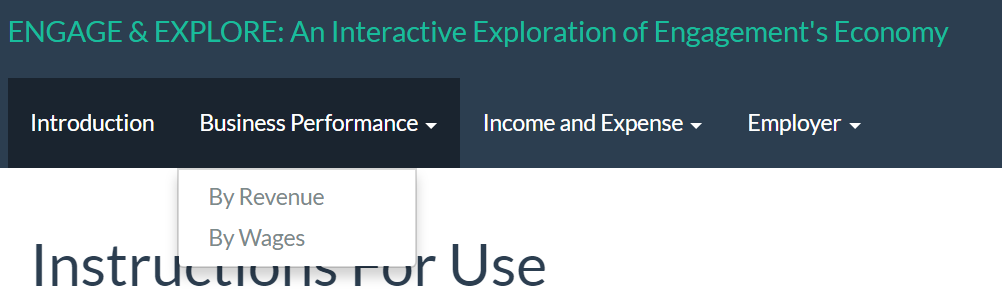 ENGAGE & EXPLORE: An Interactive Exploration of Engagement's Economy
Introduction Business Performance Income and Expense Employer
By Revenue
By Wages
Instructions For Use